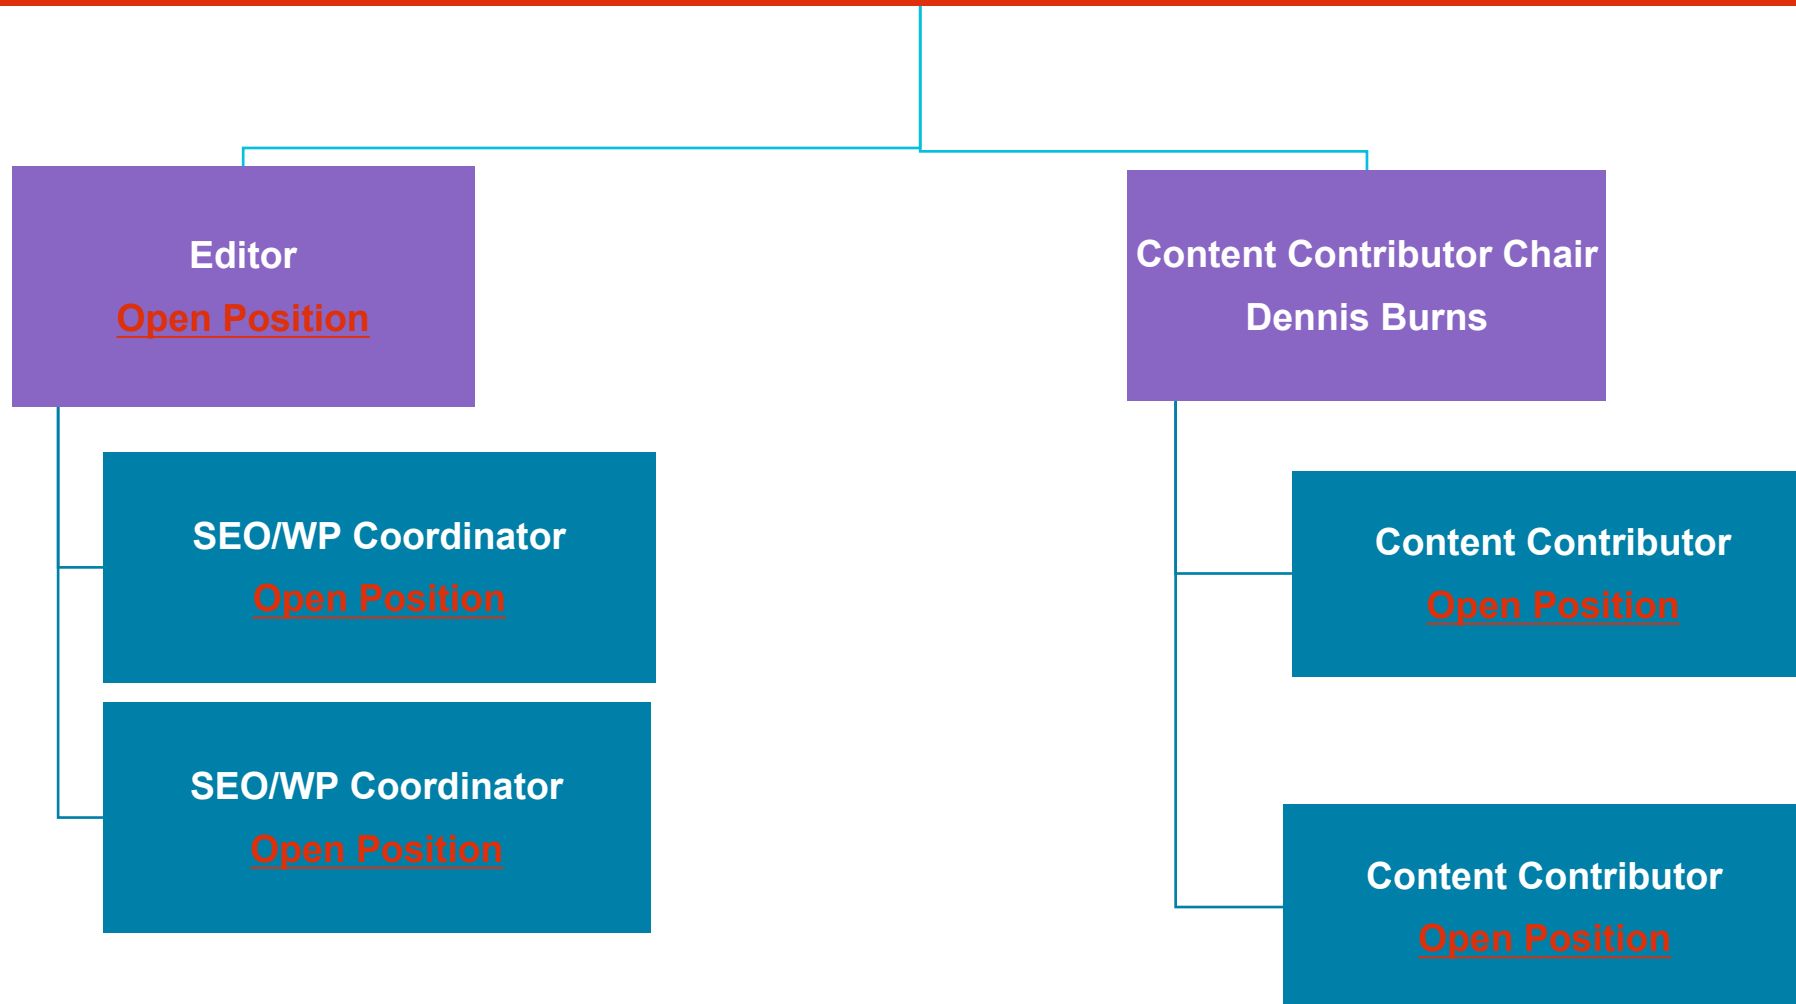 Editor
Open Position
Content Contributor Chair
Dennis Burns
SEO/WP Coordinator
Open Position
SEO/WP Coordinator
Open Position
Content Contributor
Open Position
Content Contributor
Open Position